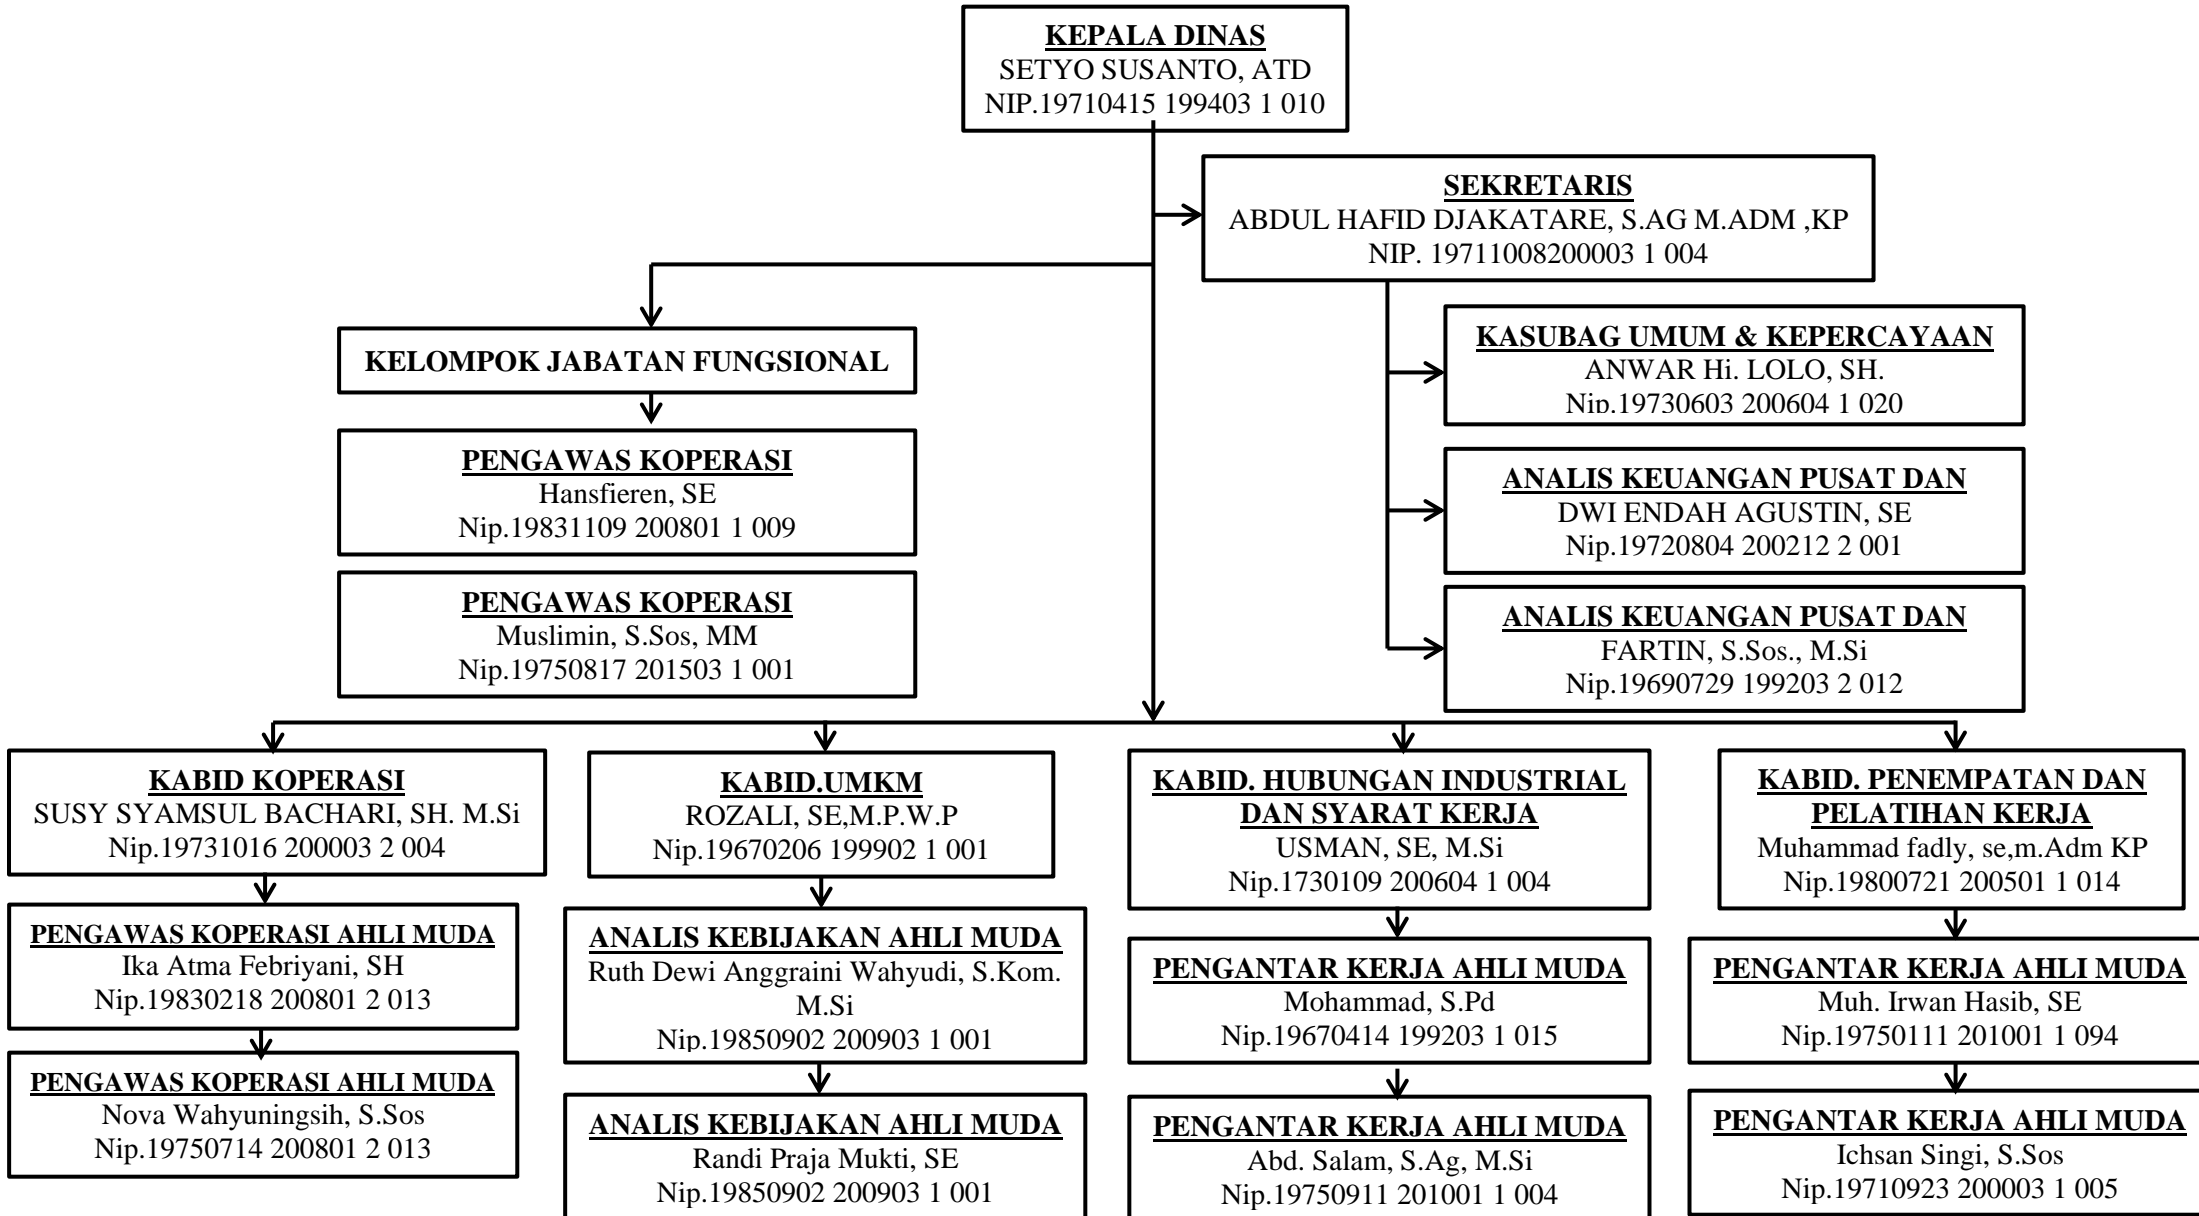 KEPALA DINAS
SETYO SUSANTO, ATD
NIP.19710415 199403 1 010
SEKRETARIS
ABDUL HAFID DJAKATARE, S.AG M.ADM ,KP
NIP. 19711008200003 1 004
KELOMPOK JABATAN FUNGSIONAL
PENGAWAS KOPERASI
Hansfieren, SE
Nip.19831109 200801 1 009
PENGAWAS KOPERASI
Muslimin, S.Sos, MM
Nip.19750817 201503 1 001
KASUBAG UMUM & KEPERCAYAAN
ANWAR Hi. LOLO, SH.
Nip.19730603 200604 1 020
ANALIS KEUANGAN PUSAT DAN
DWI ENDAH AGUSTIN, SE
Nip.19720804 200212 2 001
ANALIS KEUANGAN PUSAT DAN
FARTIN, S.Sos., M.Si
Nip.19690729 199203 2 012
KABID KOPERASI
SUSY SYAMSUL BACHARI, SH. M.Si
Nip.19731016 200003 2 004
PENGAWAS KOPERASI AHLI MUDA
Ika Atma Febriyani, SH
Nip.19830218 200801 2 013
PENGAWAS KOPERASI AHLI MUDA
Nova Wahyuningsih, S.Sos
Nip.19750714 200801 2 013
KABID.UMKM
ROZALI, SE,M.P.W.P
Nip.19670206 199902 1 001
ANALIS KEBIJAKAN AHLI MUDA
Ruth Dewi Anggraini Wahyudi, S.Kom.
M.Si
Nip.19850902 200903 1 001
ANALIS KEBIJAKAN AHLI MUDA
Randi Praja Mukti, SE
Nip.19850902 200903 1 001
KABID. HUBUNGAN INDUSTRIAL
DAN SYARAT KERJA
USMAN, SE, M.Si
Nip.1730109 200604 1 004
PENGANTAR KERJA AHLI MUDA
Mohammad, S.Pd
Nip.19670414 199203 1 015
PENGANTAR KERJA AHLI MUDA
Abd. Salam, S.Ag, M.Si
Nip.19750911 201001 1 004
KABID. PENEMPATAN DAN
PELATIHAN KERJA
Muhammad fadly, se,m.Adm KP
Nip.19800721 200501 1 014
PENGANTAR KERJA AHLI MUDA
Muh. Irwan Hasib, SE
Nip.19750111 201001 1 094
PENGANTAR KERJA AHLI MUDA
Ichsan Singi, S.Sos
Nip.19710923 200003 1 005